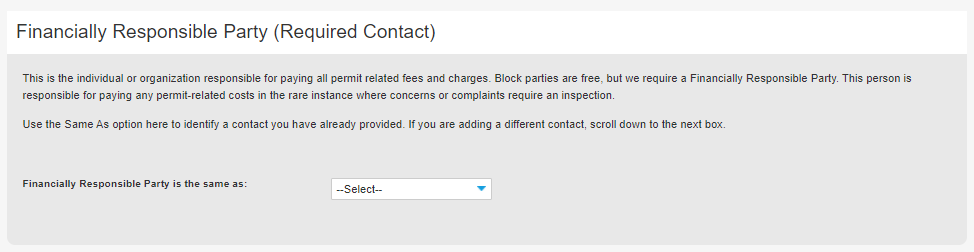 Financially Responsible Party (Required Contact)
This is the individual or organization responsible for paying all permit related fees and charges. Block parties are free, but we require a Financially Responsible Party. This person is
responsible for paying any permit-related costs in the rare instance where concerns or complaints require an inspection.
Use the Same As option here to identify a contact you have already provided. If you are adding a different contact, scroll down to the next box.
Financially Responsible Party is the same as:
--Select--